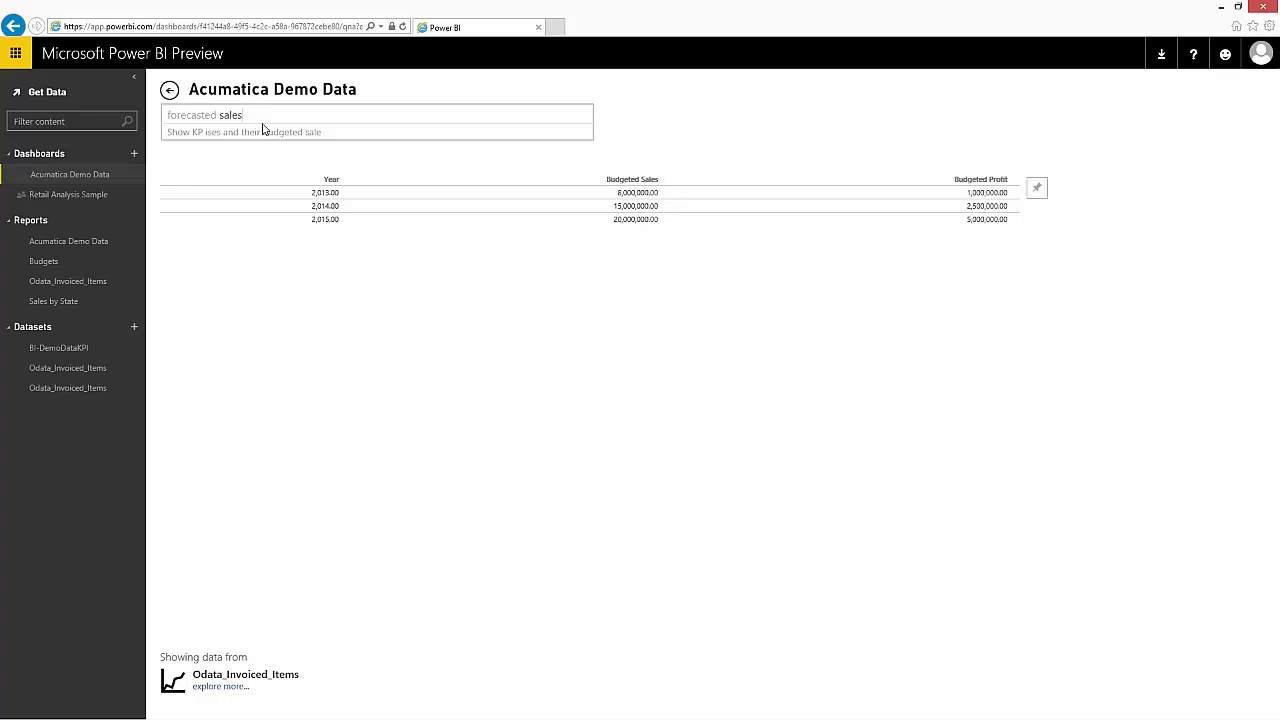 https://app.powerbi.com/dashboards/f41244a8-49f5-4c2c-a58a-967872cebe80/qna?c
Power BI
Microsoft Power BI Preview
?
Get Data
Filter content
Dashboards
Acumatica Demo Data
Retail Analysis Sample
Reports
Acumatica Demo Data
Budgets
Odata_Invoiced_Items
Sales by State
Datasets
BI-DemoDataKPI
Odata_Invoiced_Items
Odata_Invoiced_Items
Acumatica Demo Data
forecasted sales
Show KP ises and their budgeted sale
Year Budgeted Sales Budgeted Profit
2,013.00 8,000,000.00 1,000,000.00
2,014.00 15,000,000.00 2,500,000.00
2,015.00 20,000,000.00 5,000,000.00
Showing data from
Odata_Invoiced_Items
explore more...